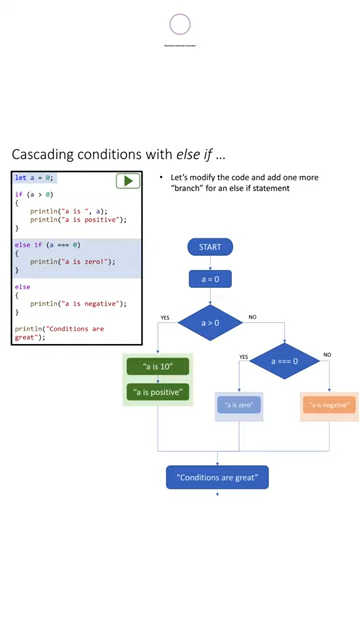 Cascading conditions with else if ...
let a = 0;
if (a > 0)
{
println("a is ", a);
println("a is positive");
}
else if (a === 0)
{
println("a is zero!");
}
else
{
println("a is negative");
}
println("Conditions are
great");
• Let's modify the code and add one more
"branch" for an else if statement
START
a = 0
a > 0
YES
NO
a === 0
YES
NO
"a is 10"
"a is positive"
"a is zero"
"a is negative"
"Conditions are great"